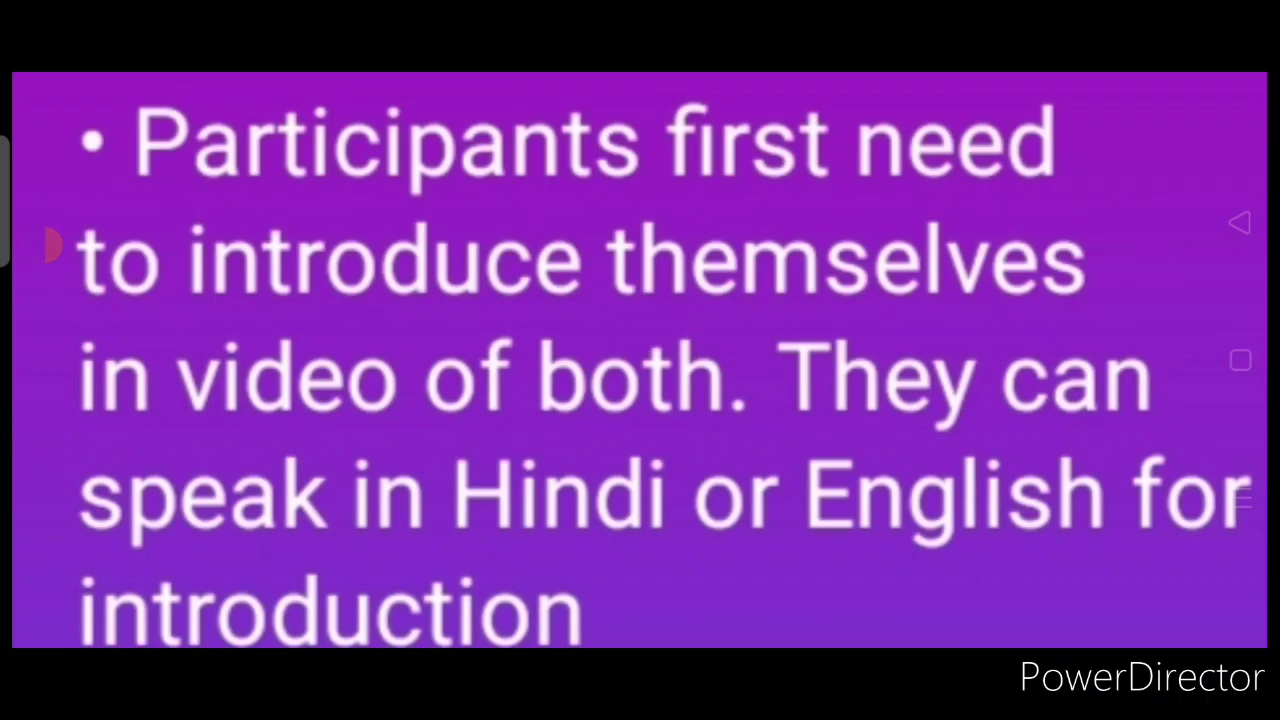 • Participants first need
to introduce themselves
in video of both. They can
speak in Hindi or English for
introduction
PowerDirector